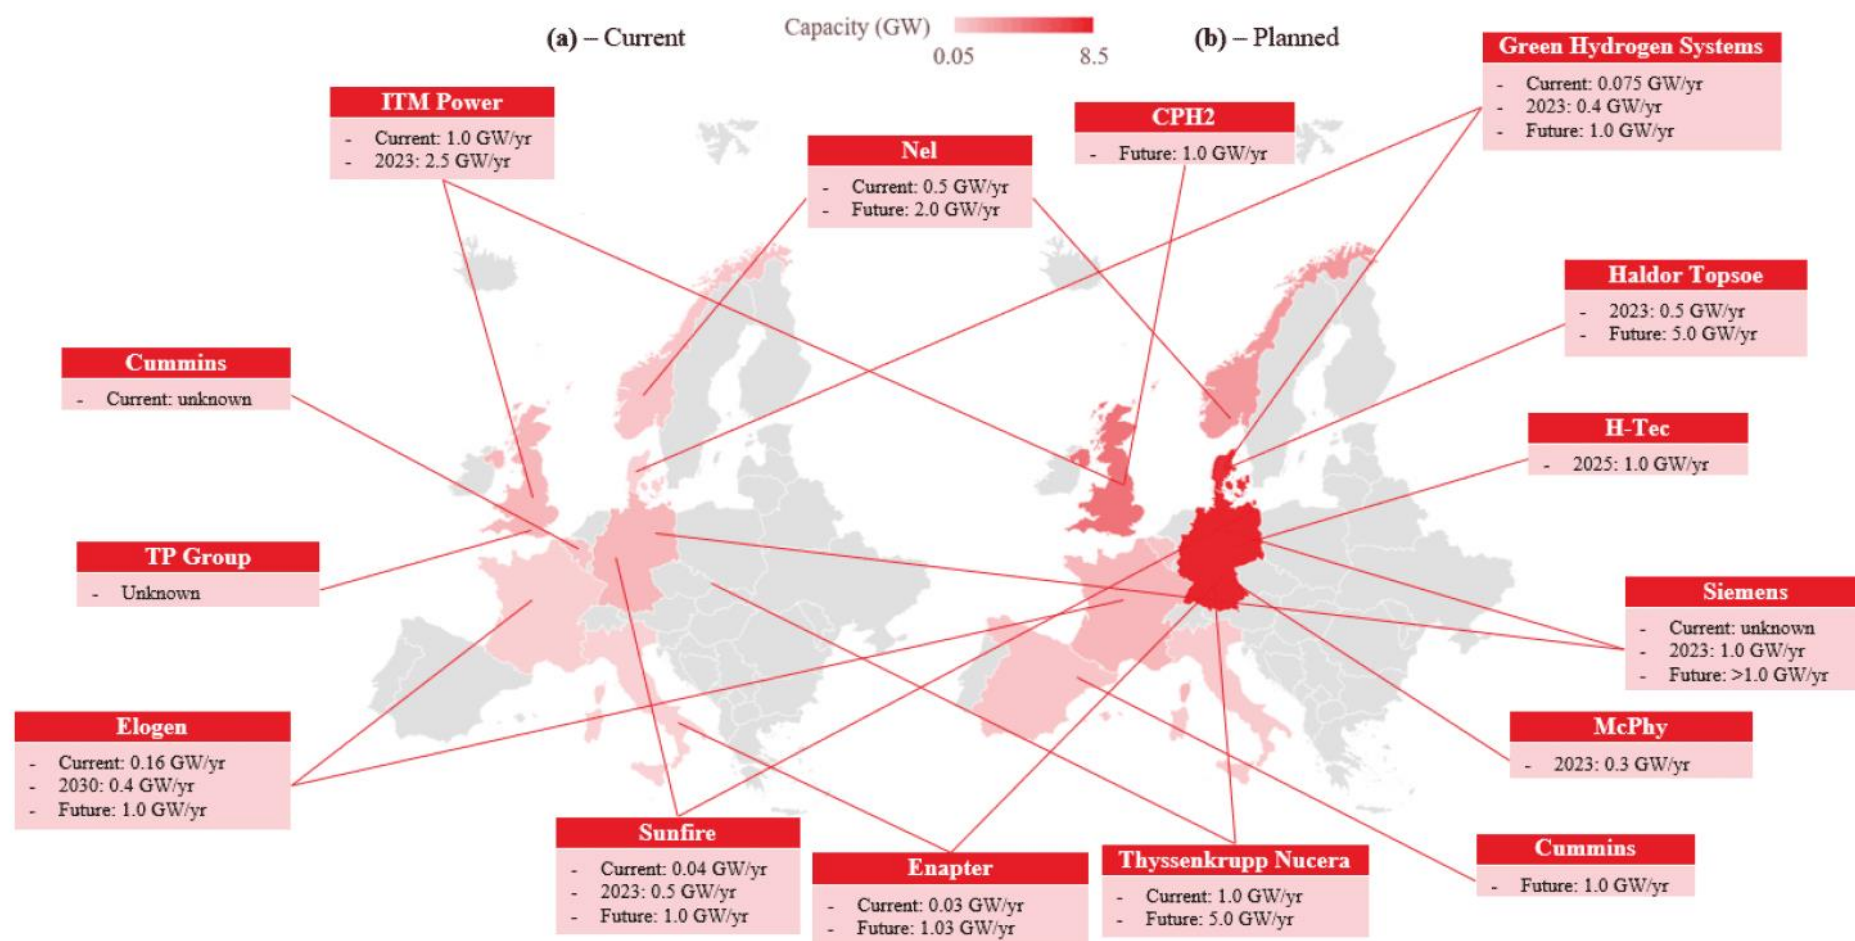 (a) – Current
Capacity (GW)
0.05
8.5
(b) – Planned
Green Hydrogen Systems
- Current: 0.075 GW/yr
- 2023: 0.4 GW/yr
- Future: 1.0 GW/yr
ITM Power
- Current: 1.0 GW/yr
- 2023: 2.5 GW/yr
CPH2
- Future: 1.0 GW/yr
Nel
- Current: 0.5 GW/yr
- Future: 2.0 GW/yr
Haldor Topsoe
- 2023: 0.5 GW/yr
- Future: 5.0 GW/yr
Cummins
- Current: unknown
H-Tec
- 2025: 1.0 GW/yr
TP Group
- Unknown
Siemens
- Current: unknown
- 2023: 1.0 GW/yr
- Future: >1.0 GW/yr
Elogen
- Current: 0.16 GW/yr
- 2030: 0.4 GW/yr
- Future: 1.0 GW/yr
McPhy
- 2023: 0.3 GW/yr
Sunfire
- Current: 0.04 GW/yr
- 2023: 0.5 GW/yr
- Future: 1.0 GW/yr
Enapter
- Current: 0.03 GW/yr
- Future: 1.03 GW/yr
Thyssenkrupp Nucera
- Current: 1.0 GW/yr
- Future: 5.0 GW/yr
Cummins
- Future: 1.0 GW/yr